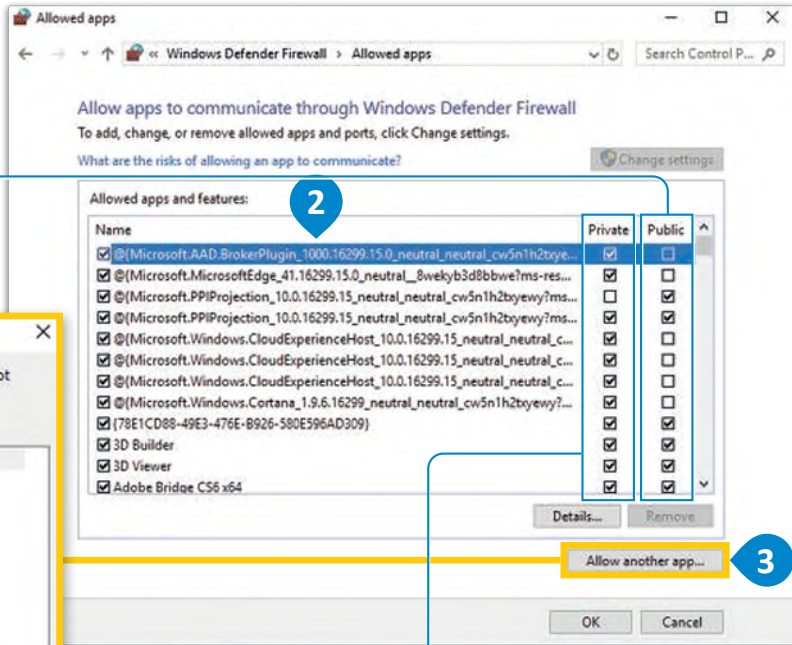 Allowed apps
« Windows Defender Firewall > Allowed apps
Search Control P...
Allow apps to communicate through Windows Defender Firewall
To add, change, or remove allowed apps and ports, click Change settings.
What are the risks of allowing an app to communicate?
Change settings
Allowed apps and features:
2
Name Private Public
@{Microsoft.AAD.BrokerPlugin_1000.16299.15.0_neutral_neutral_cw5n1h2txye...
@{Microsoft.MicrosoftEdge_41.16299.15.0_neutral__8wekyb3d8bbwe?ms-res...
@{Microsoft.PPIProjection_10.0.16299.15_neutral_neutral_cw5n1h2txyewy?ms...
@{Microsoft.PPIProjection_10.0.16299.15_neutral_neutral_cw5n1h2txyewy?ms...
@{Microsoft.Windows.CloudExperienceHost_10.0.16299.15_neutral_neutral_c...
@{Microsoft.Windows.CloudExperienceHost_10.0.16299.15_neutral_neutral_c...
@{Microsoft.Windows.CloudExperienceHost_10.0.16299.15_neutral_neutral_c...
@{Microsoft.Windows.Cortana_1.9.6.16299_neutral_neutral_cw5n1h2txyewy?...
{78E1CD88-49E3-476E-B926-580E596AD309}
3D Builder
3D Viewer
Adobe Bridge CS6 x64
Details... Remove
Allow another app...
3
OK Cancel